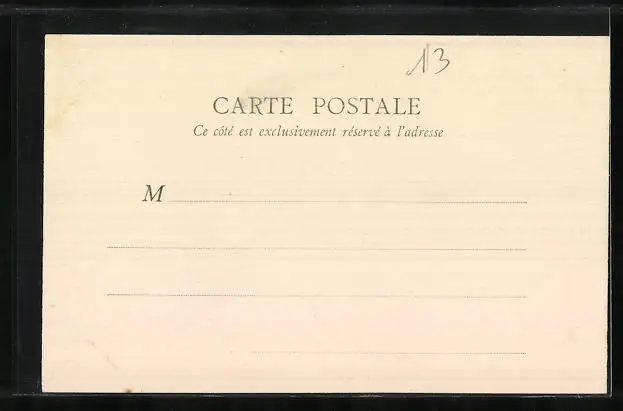 13
CARTE POSTALE
Ce côté est exclusivement réservé à l'adresse
M